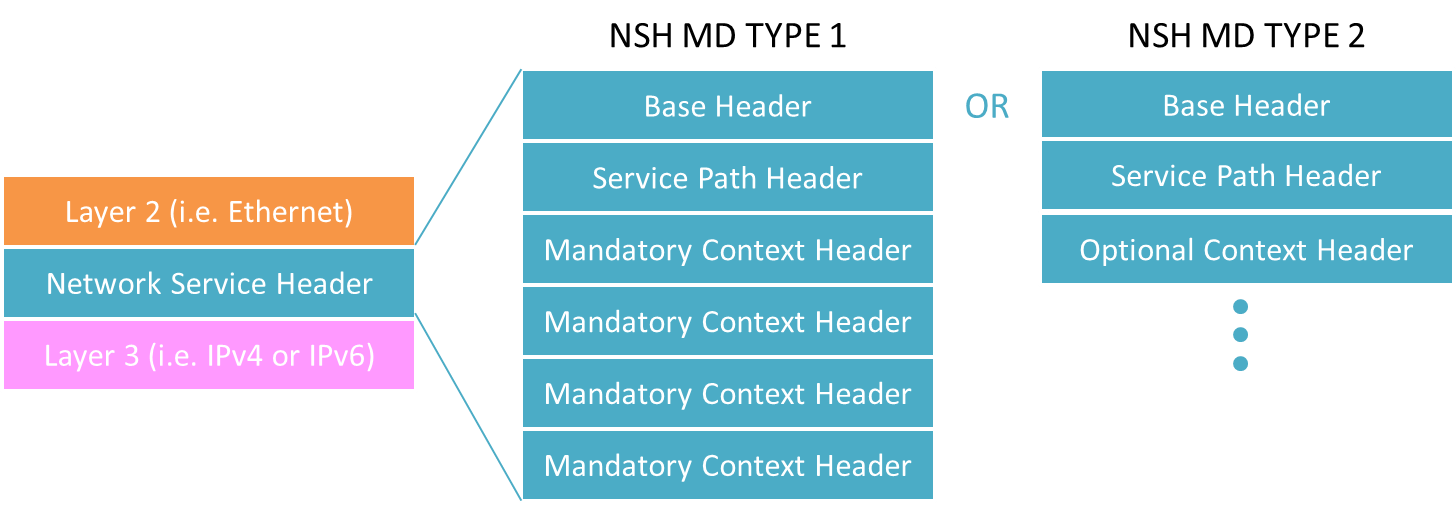 NSH MD TYPE 1
NSH MD TYPE 2
Base Header
OR
Base Header
Service Path Header
Service Path Header
Layer 2 (i.e. Ethernet)
Mandatory Context Header
Optional Context Header
Network Service Header
Mandatory Context Header
Layer 3 (i.e. IPv4 or IPv6)
Mandatory Context Header
Mandatory Context Header